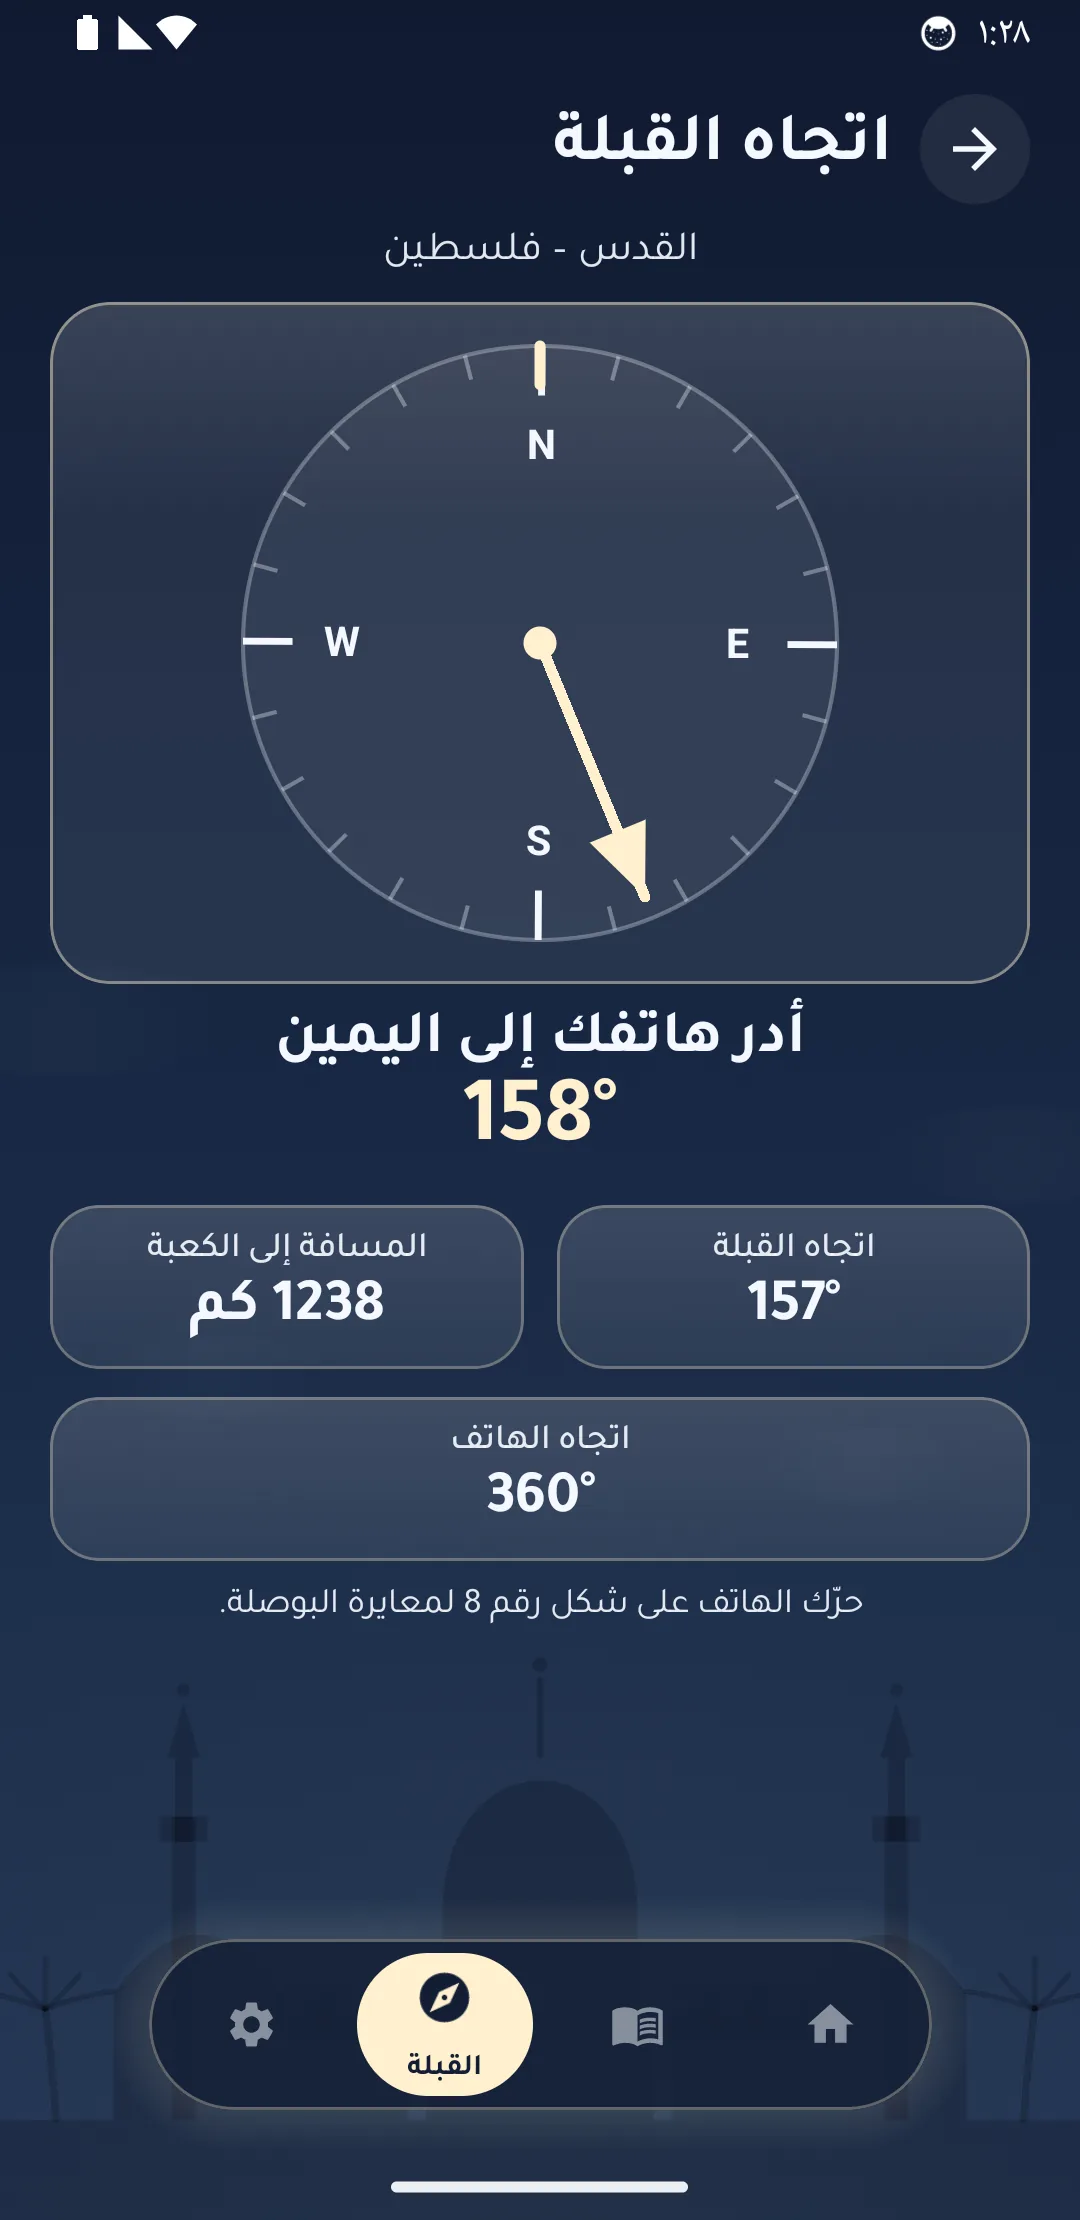 ١:٢٨
اتجاه القبلة
القدس - فلسطين
N
W
E
S
أدر هاتفك إلى اليمين
158°
اتجاه القبلة
157°
المسافة إلى الكعبة
1238 كم
اتجاه الهاتف
360°
حرّك الهاتف على شكل رقم 8 لمعايرة البوصلة.
القبلة